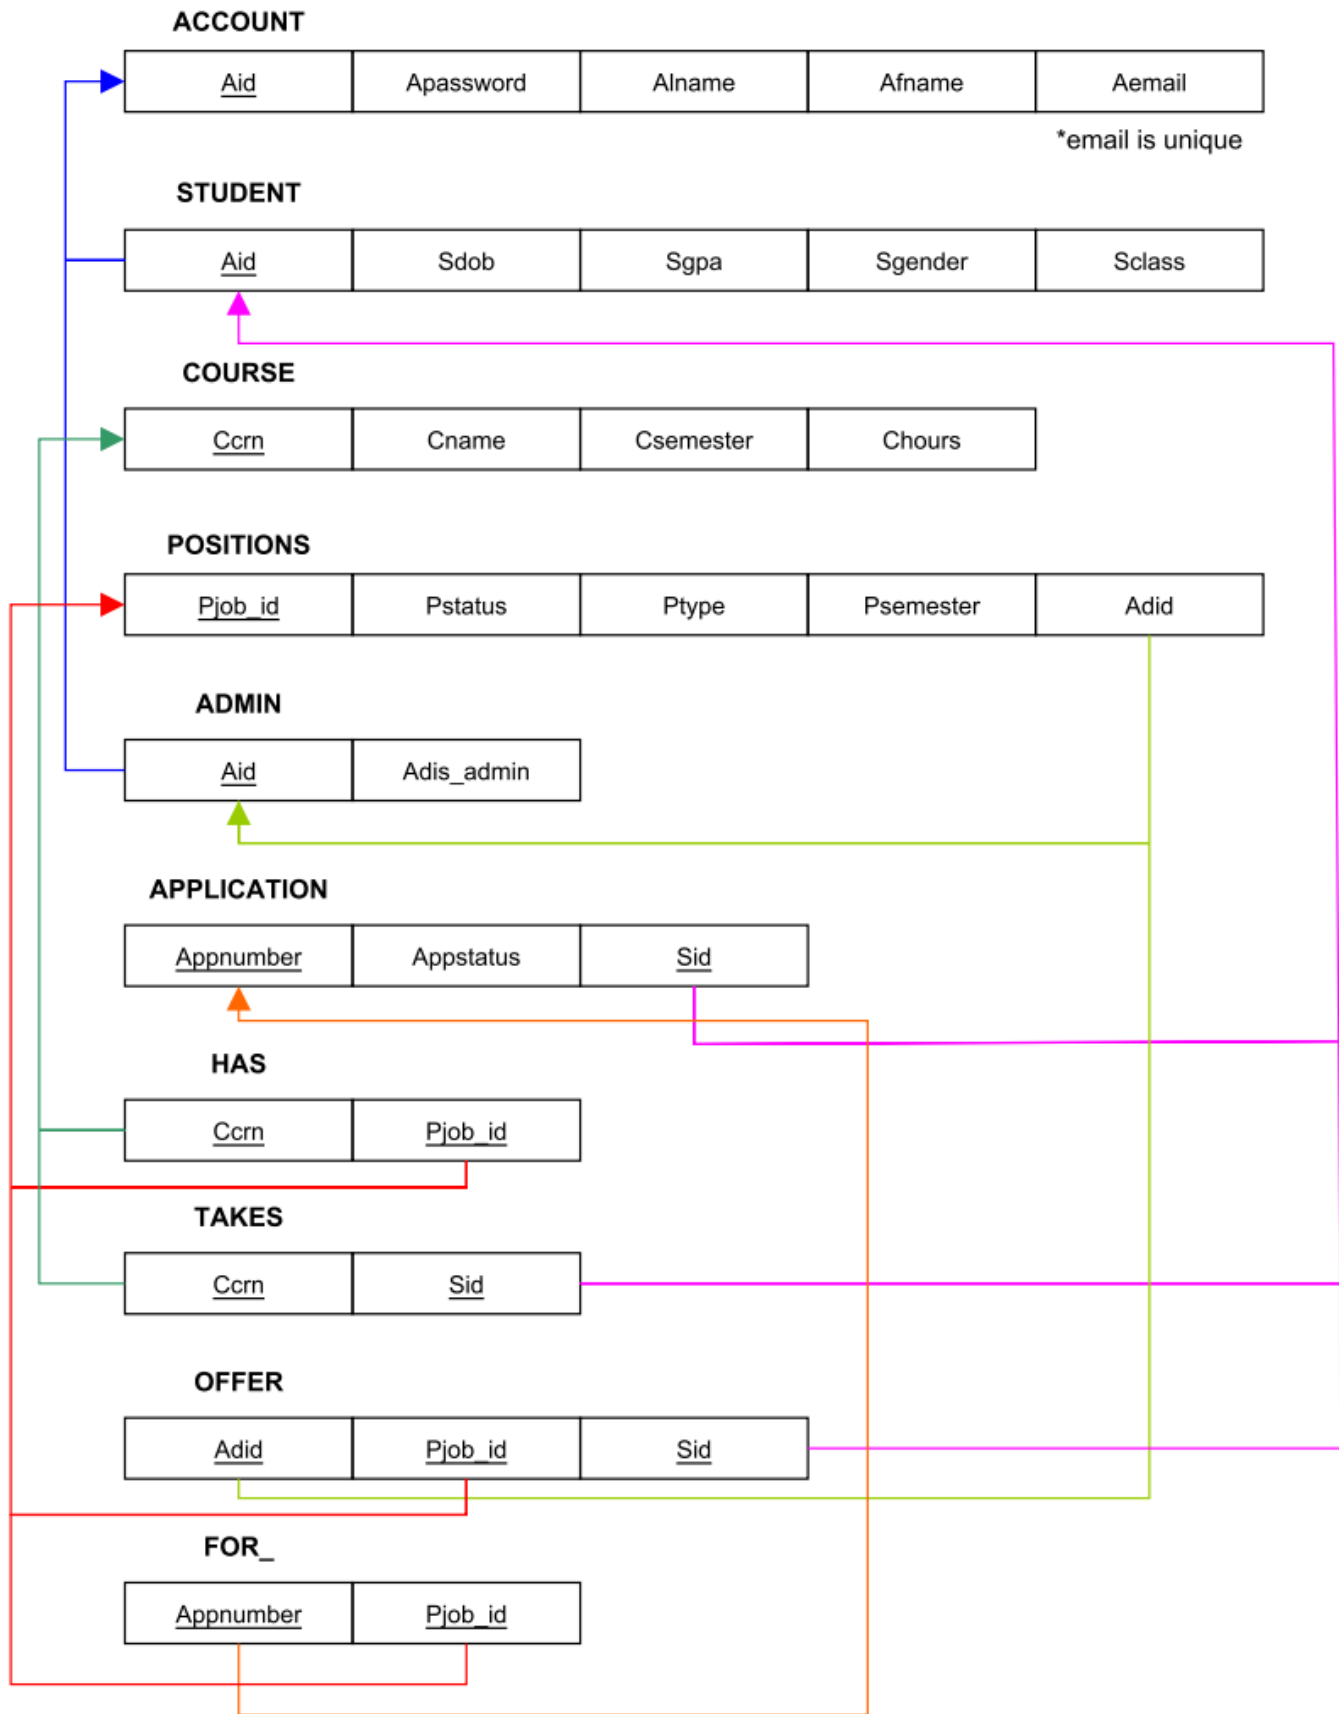 ACCOUNT
Aid Apassword Alname Afname Aemail
*email is unique
STUDENT
Aid Sdob Sgpa Sgender Sclass
COURSE
Ccrn Cname Csemester Chours
POSITIONS
Pjob_id Pstatus Ptype Psemester Adid
ADMIN
Aid Adis_admin
APPLICATION
Appnumber Appstatus Sid
HAS
Ccrn Pjob_id
TAKES
Ccrn Sid
OFFER
Adid Pjob_id Sid
FOR_
Appnumber Pjob_id